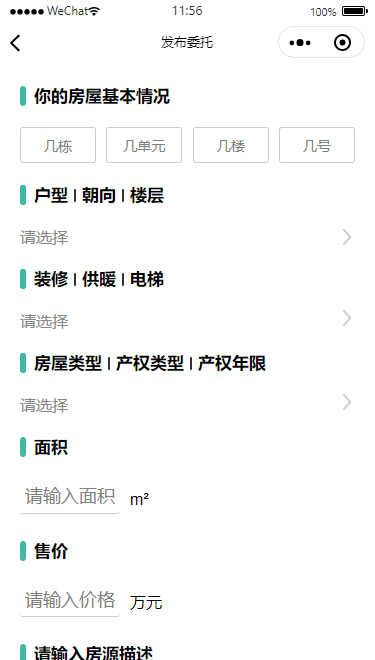 WeChat 11:56 100%
发布委托
你的房屋基本情况
几栋 几单元 几楼 几号
户型 | 朝向 | 楼层
请选择
装修 | 供暖 | 电梯
请选择
房屋类型 | 产权类型 | 产权年限
请选择
面积
请输入面积 m²
售价
请输入价格 万元
请输入房源描述